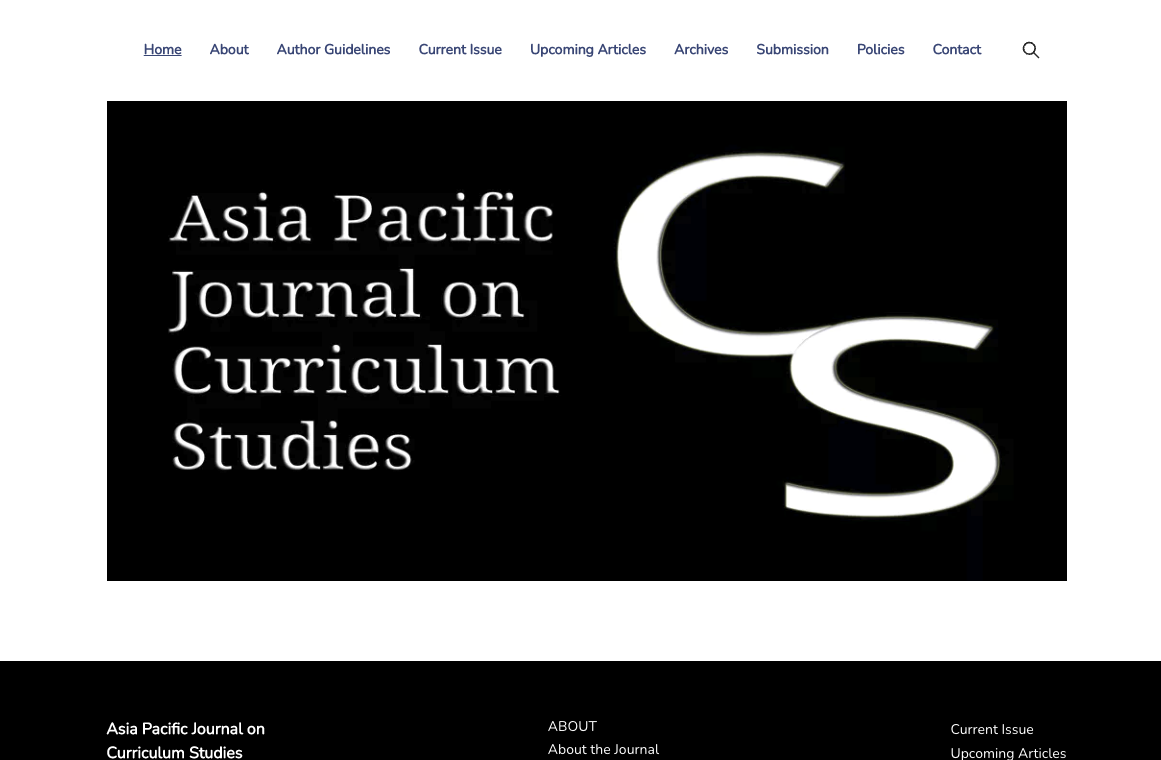 Home About Author Guidelines Current Issue Upcoming Articles Archives Submission Policies Contact
Asia Pacific
Journal on
Curriculum
Studies
CS
Asia Pacific Journal on
Curriculum Studies
ABOUT
About the Journal
Current Issue
Upcoming Articles